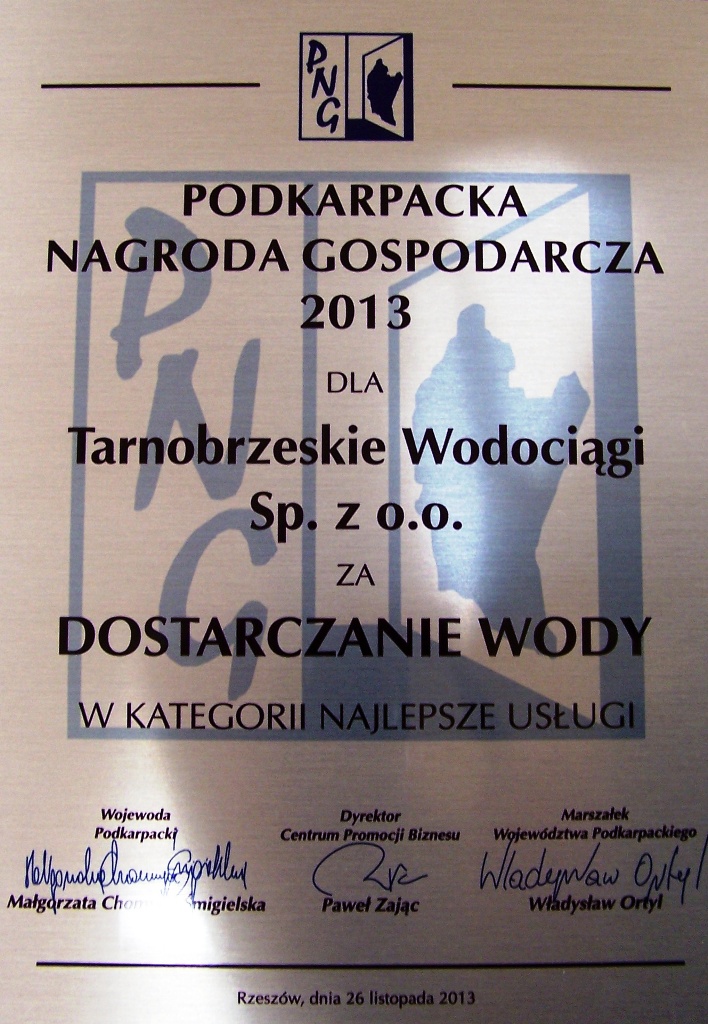 PNG
PODKARPACKA
NAGRODA GOSPODARCZA
2013
DLA
Tarnobrzeskie Wodociągi
Sp. z o.o.
ZA
DOSTARCZANIE WODY
W KATEGORII NAJLEPSZE USŁUGI
Wojewoda
Podkarpacki
Małgorzata
Dyrektor
Centrum Promocji Biznesu
Paweł Zając
Marszałek
Województwa Podkarpackiego
Władysław Ortyl
Władysław Ortyl
Rzeszów, dnia 26 listopada 2013